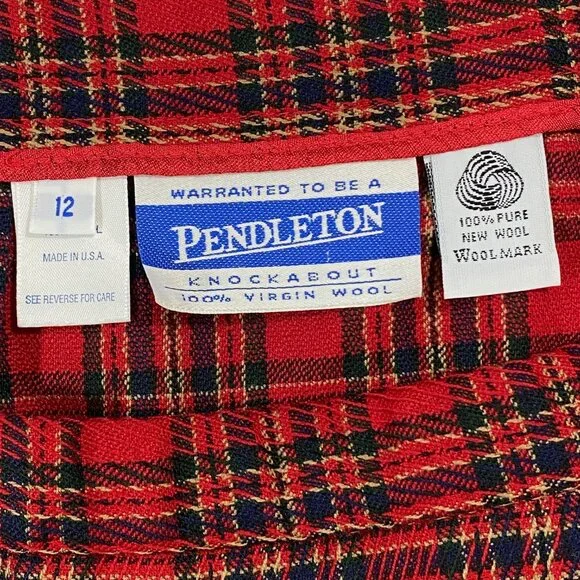 12
MADE IN U.S.A.
SEE REVERSE FOR CARE
WARRANTED TO BE A
PENDLETON
KNOCKABOUT
100% VIRGIN WOOL
100% PURE
NEW WOOL
WOOLMARK